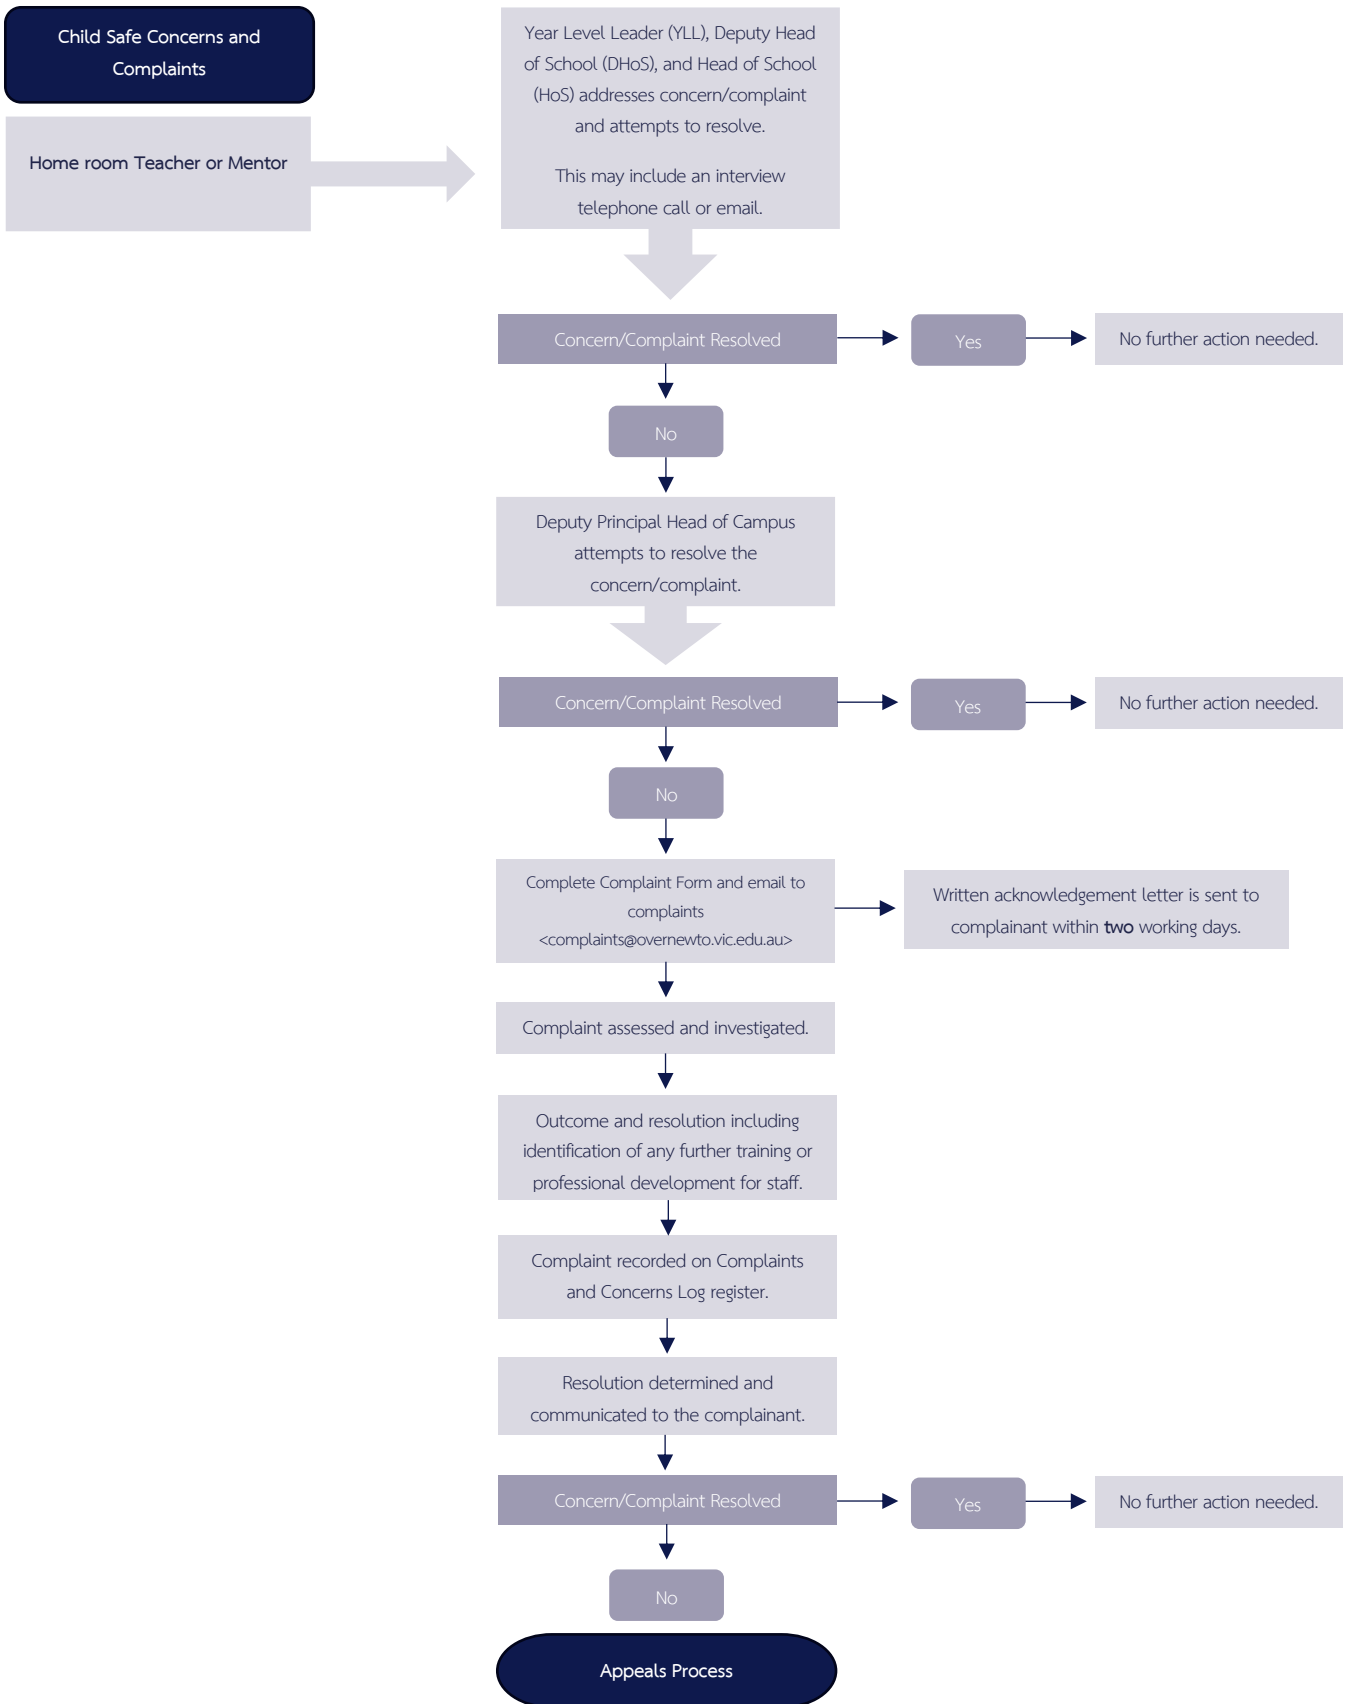 Child Safe Concerns and
Complaints
Home room Teacher or Mentor
Year Level Leader (YLL), Deputy Head
of School (DHoS), and Head of School
(HoS) addresses concern/complaint
and attempts to resolve.
This may include an interview
telephone call or email.
Concern/Complaint Resolved
Yes
No further action needed.
No
Deputy Principal Head of Campus
attempts to resolve the
concern/complaint.
Concern/Complaint Resolved
Yes
No further action needed.
No
Complete Complaint Form and email to
complaints
<complaints@overnewto.vic.edu.au>
Written acknowledgement letter is sent to
complainant within two working days.
Complaint assessed and investigated.
Outcome and resolution including
identification of any further training or
professional development for staff.
Complaint recorded on Complaints
and Concerns Log register.
Resolution determined and
communicated to the complainant.
Concern/Complaint Resolved
Yes
No further action needed.
No
Appeals Process